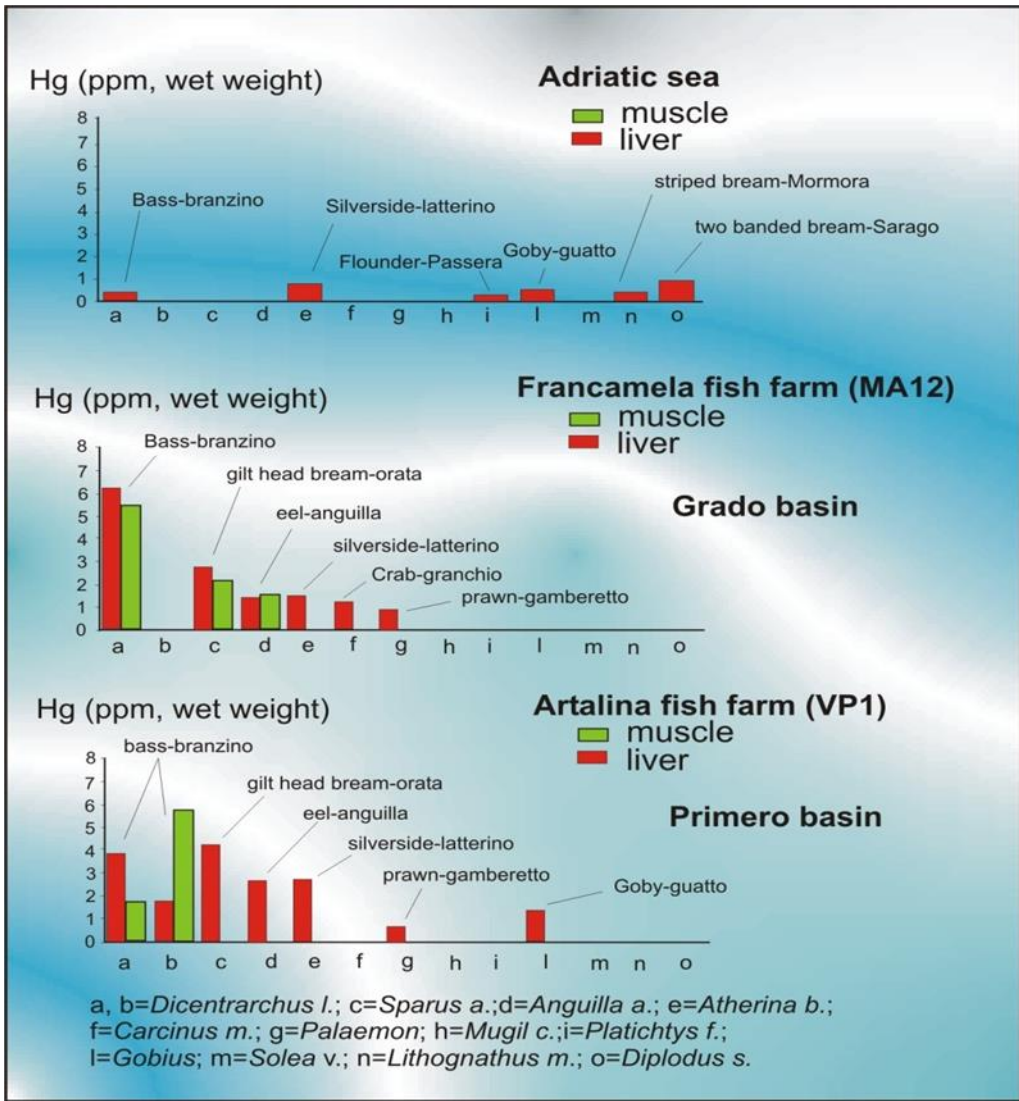 Adriatic sea
Hg (ppm, wet weight)
muscle
liver
8
7
6
5
4
3
2
1
0
Bass-branzino
Silverside-latterino
Flounder-Passera
Goby-guatto
striped bream-Mormora
two banded bream-Sarago
a b c d e f g h i l m n o
Francamela fish farm (MA12)
Hg (ppm, wet weight)
muscle
liver
Grado basin
8
7
6
5
4
3
2
1
0
Bass-branzino
gilt head bream-orata
eel-anguilla
silverside-latterino
Crab-granchio
prawn-gamberetto
a b c d e f g h i l m n o
Artalina fish farm (VP1)
Hg (ppm, wet weight)
muscle
liver
Primero basin
8
7
6
5
4
3
2
1
0
bass-branzino
gilt head bream-orata
eel-anguilla
silverside-latterino
prawn-gamberetto
Goby-guatto
a b c d e f g h i l m n o
a, b=Dicentrarchus l.; c=Sparus a.;d=Anguilla a.; e=Atherina b.;
f=Carcinus m.; g=Palaemon; h=Mugil c.;i=Platichtys f.;
l=Gobius; m=Solea v.; n=Lithognathus m.; o=Diplodus s.